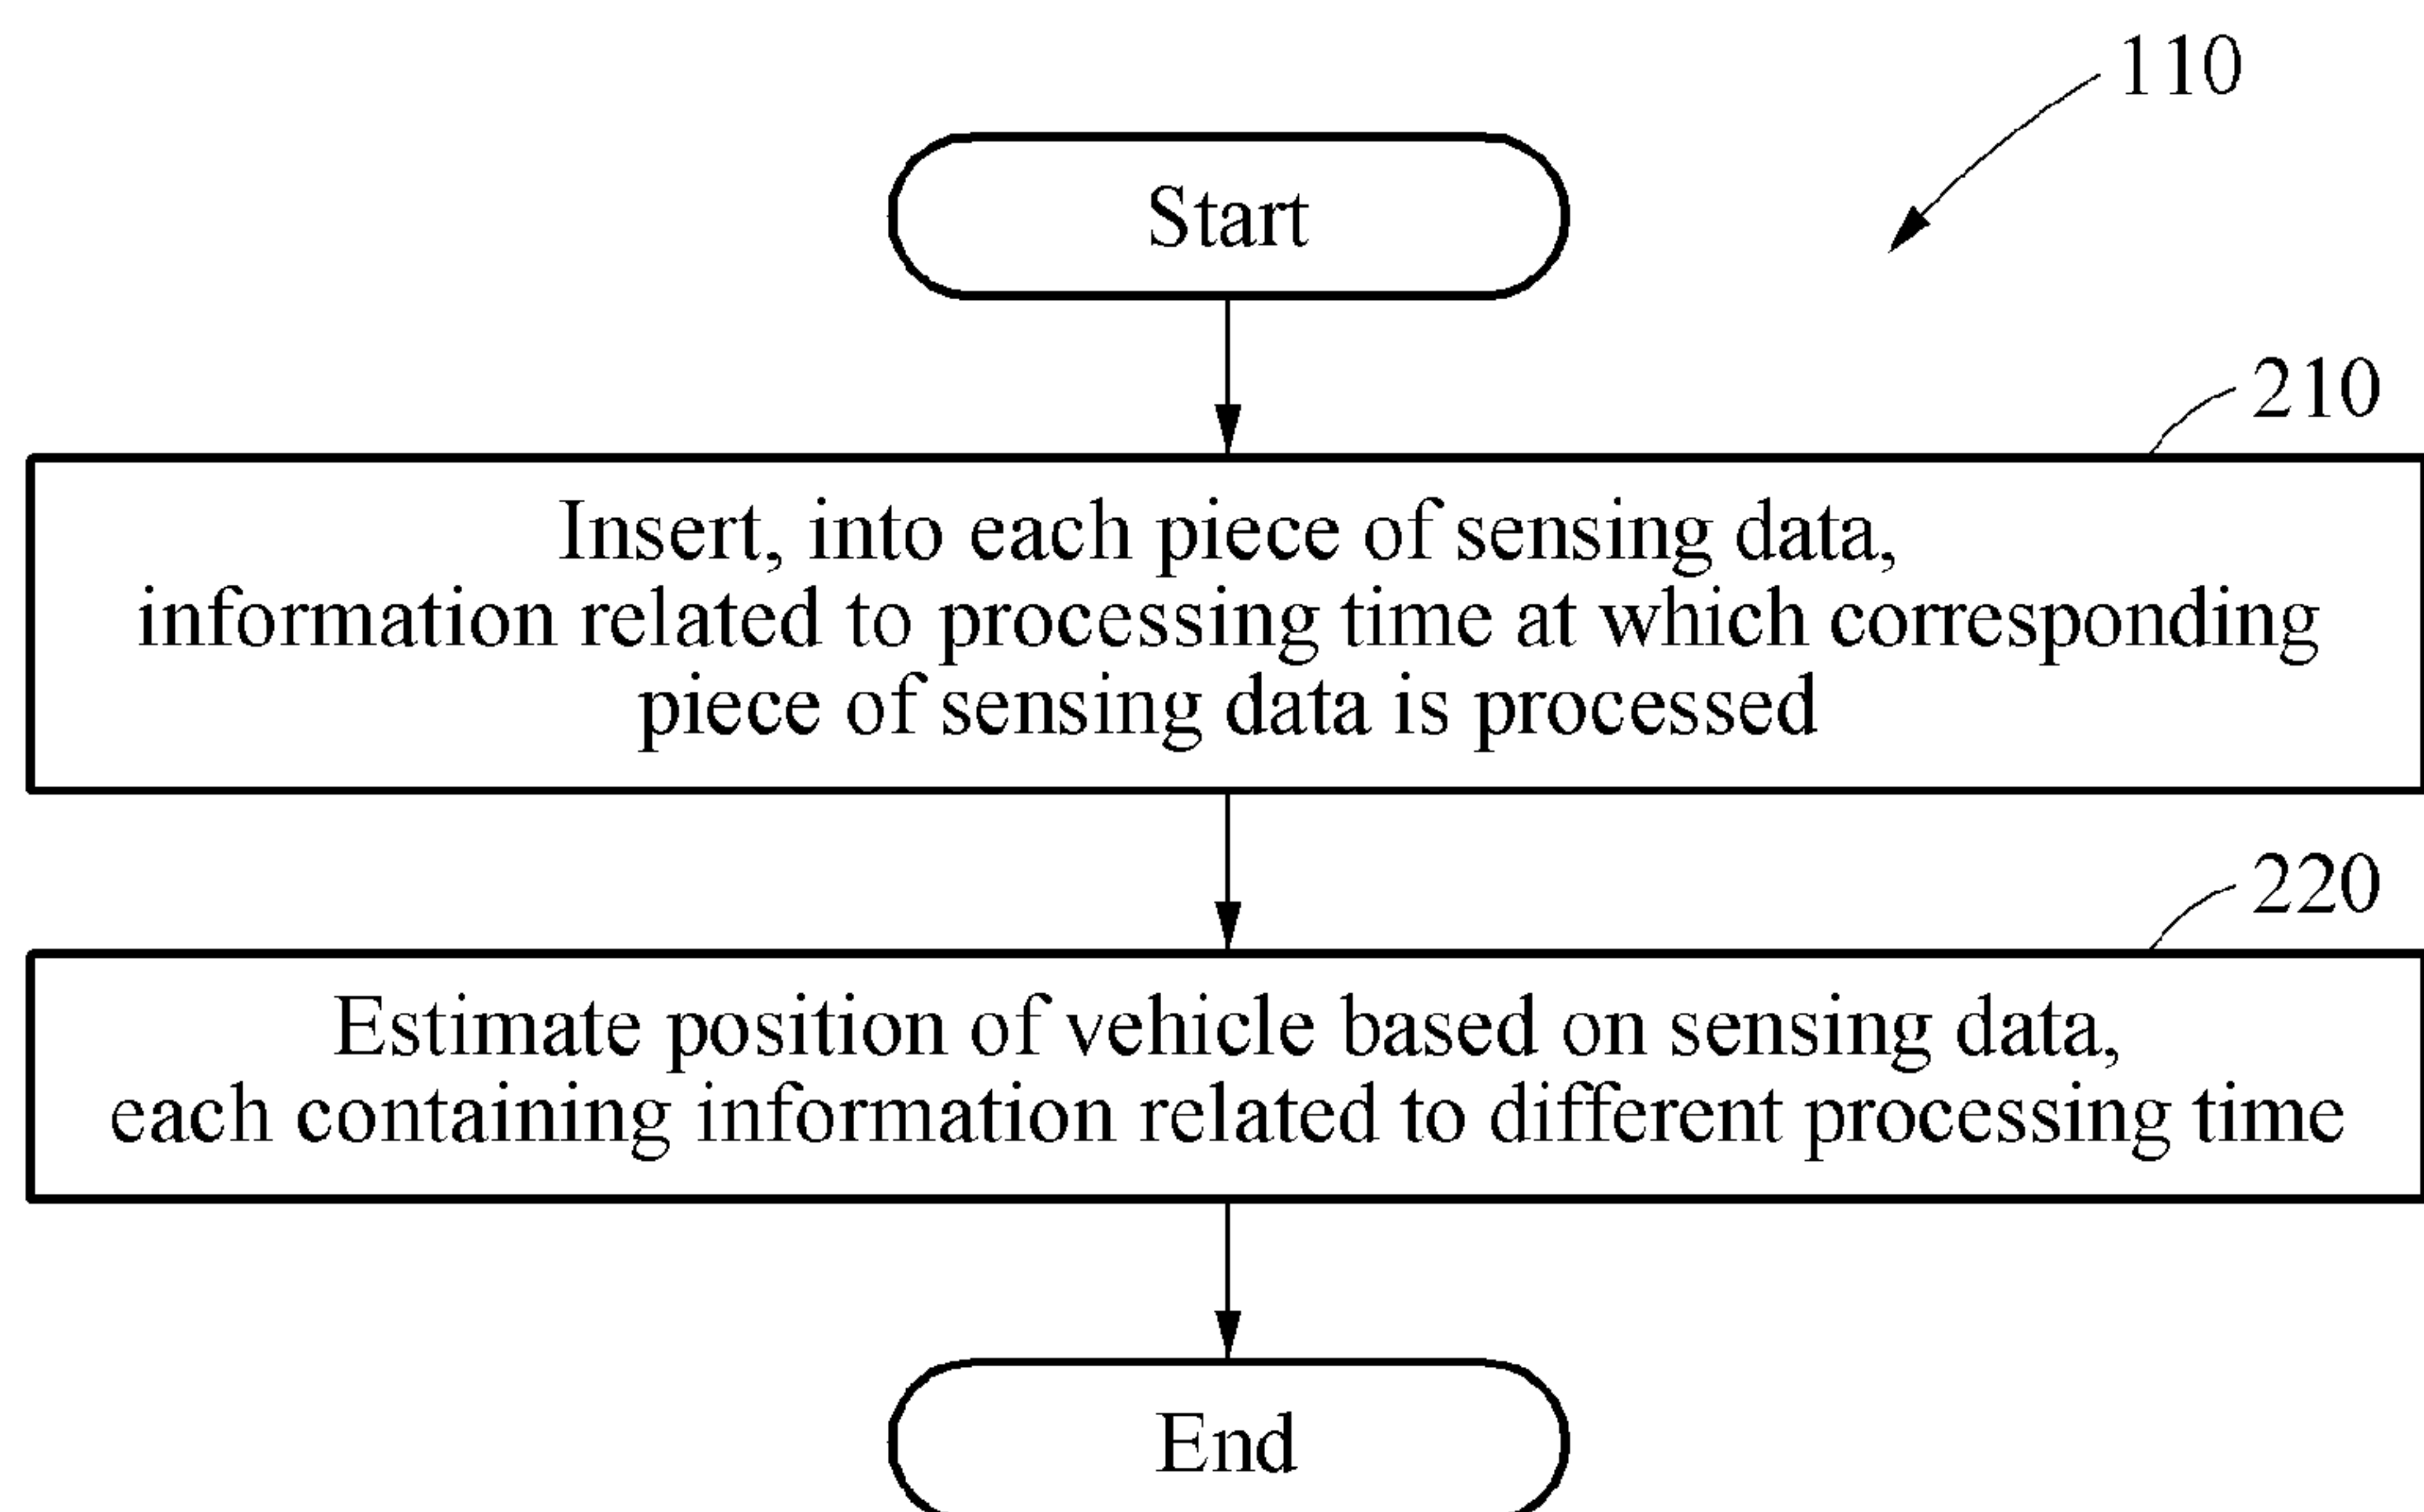 110
Start
210
Insert, into each piece of sensing data,
information related to processing time at which corresponding
piece of sensing data is processed
220
Estimate position of vehicle based on sensing data,
each containing information related to different processing time
End